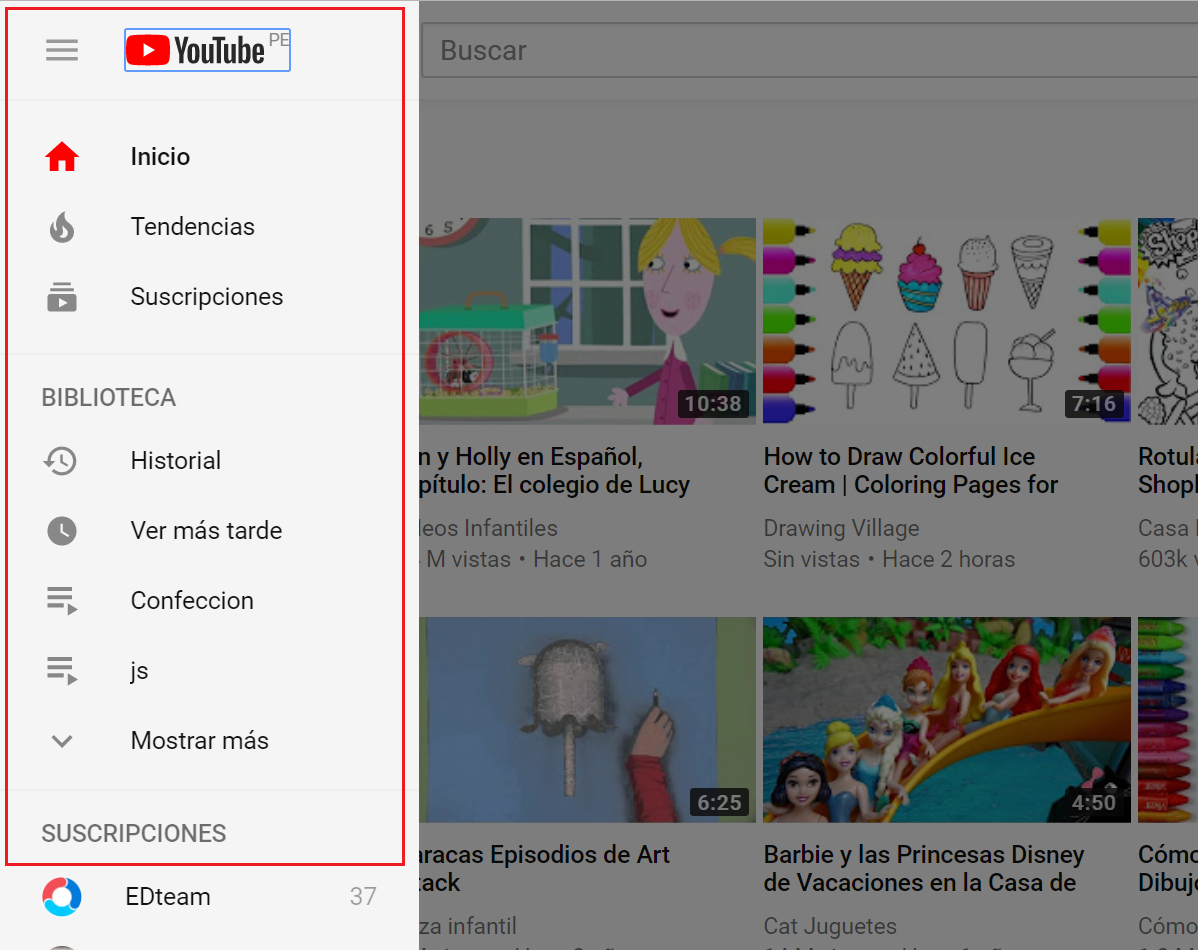 YouTube PE
Buscar
Inicio
Tendencias
Suscripciones
BIBLIOTECA
Historial
Ver más tarde
Confeccion
js
Mostrar más
SUSCRIPCIONES
EDteam 37
6 5
10:38
n y Holly en Español,
pítulo: El colegio de Lucy
leos Infantiles
M vistas • Hace 1 año
7:16
How to Draw Colorful Ice
Cream | Coloring Pages for
Drawing Village
Sin vistas • Hace 2 horas
Shop
Rotula
Shopk
Casa
603k v
6:25
aracas Episodios de Art
tack
za infantil
4:50
Barbie y las Princesas Disney
de Vacaciones en la Casa de
Cat Juguetes
Cómo
Dibujo
Cómo